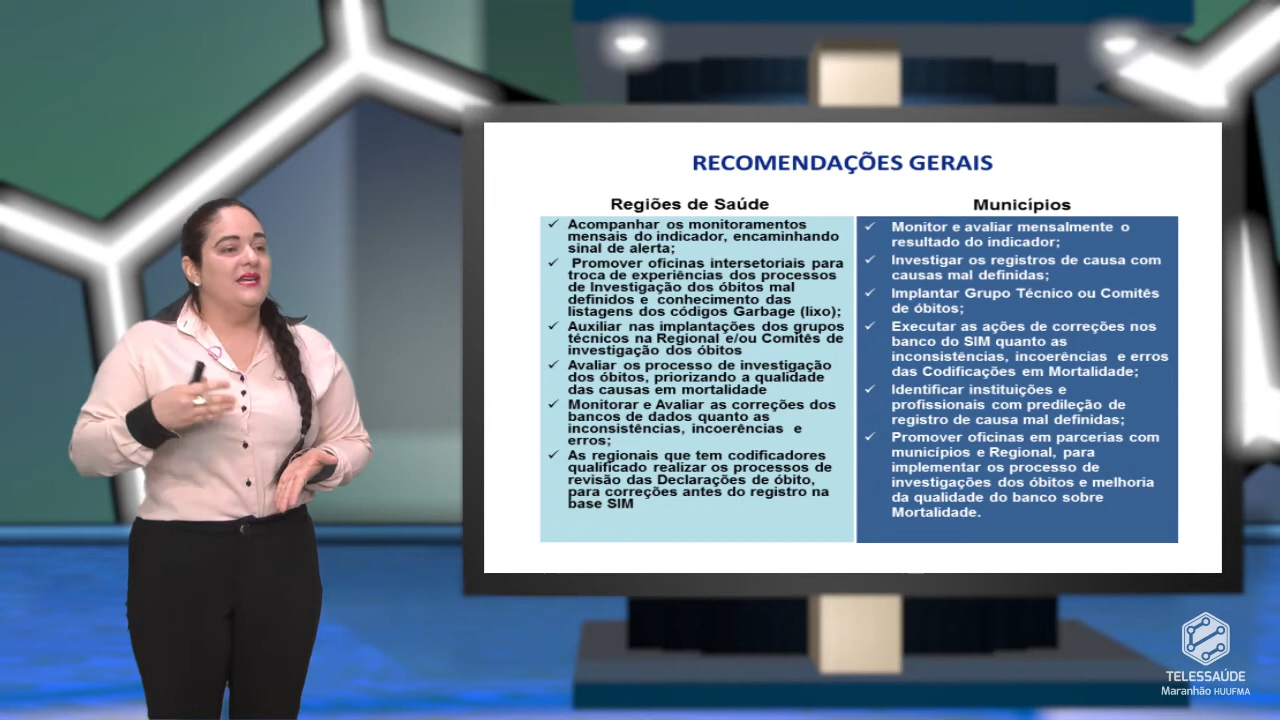 RECOMENDAÇÕES GERAIS
Regiões de Saúde
✓ Acompanhar os monitoramentos
mensais do indicador, encaminhando
sinal de alerta;
✓ Promover oficinas intersetoriais para
troca de experiências dos processos
de Investigação dos óbitos mal
definidos e conhecimento das
listagens dos códigos Garbage (lixo);
✓ Auxiliar nas implantações dos grupos
técnicos na Regional e/ou Comitês de
investigação dos óbitos
✓ Avaliar os processo de investigação
dos óbitos, priorizando a qualidade
das causas em mortalidade
✓ Monitorar e Avaliar as correções dos
bancos de dados quanto as
inconsistências, incoerências e
erros;
✓ As regionais que tem codificadores
qualificado realizar os processos de
revisão das Declarações de óbito,
para correções antes do registro na
base SIM
Municípios
✓ Monitor e avaliar mensalmente o
resultado do indicador;
✓ Investigar os registros de causa com
causas mal definidas;
✓ Implantar Grupo Técnico ou Comitês
de óbitos;
✓ Executar as ações de correções nos
banco do SIM quanto as
inconsistências, incoerências e erros
das Codificações em Mortalidade;
✓ Identificar instituições e
profissionais com predileção de
registro de causa mal definidas;
✓ Promover oficinas em parcerias com
municípios e Regional, para
implementar os processo de
investigações dos óbitos e melhoria
da qualidade do banco sobre
Mortalidade.
TELESSAÚDE
Maranhão HUUFMA